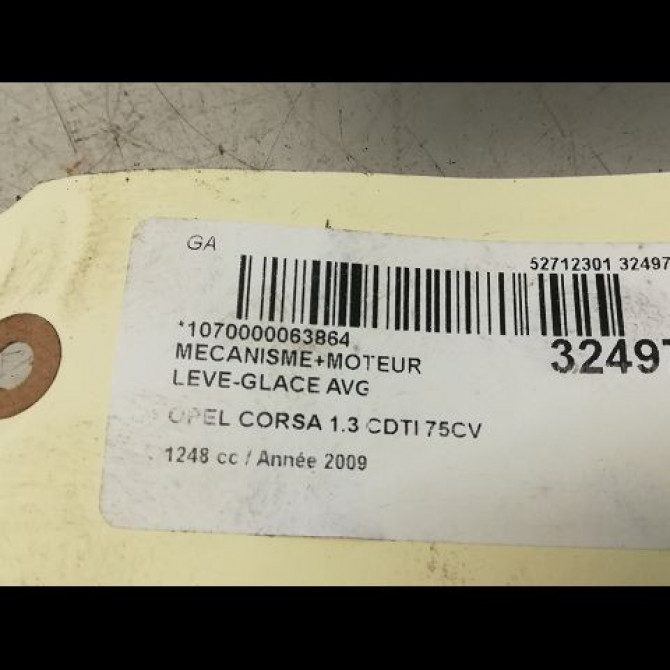 GA
52712301 32497
*1070000063864
MECANISME+MOTEUR
32497
LEVE-GLACE AVG
OPEL CORSA 1.3 CDTI 75CV
1248 cc / Année 2009